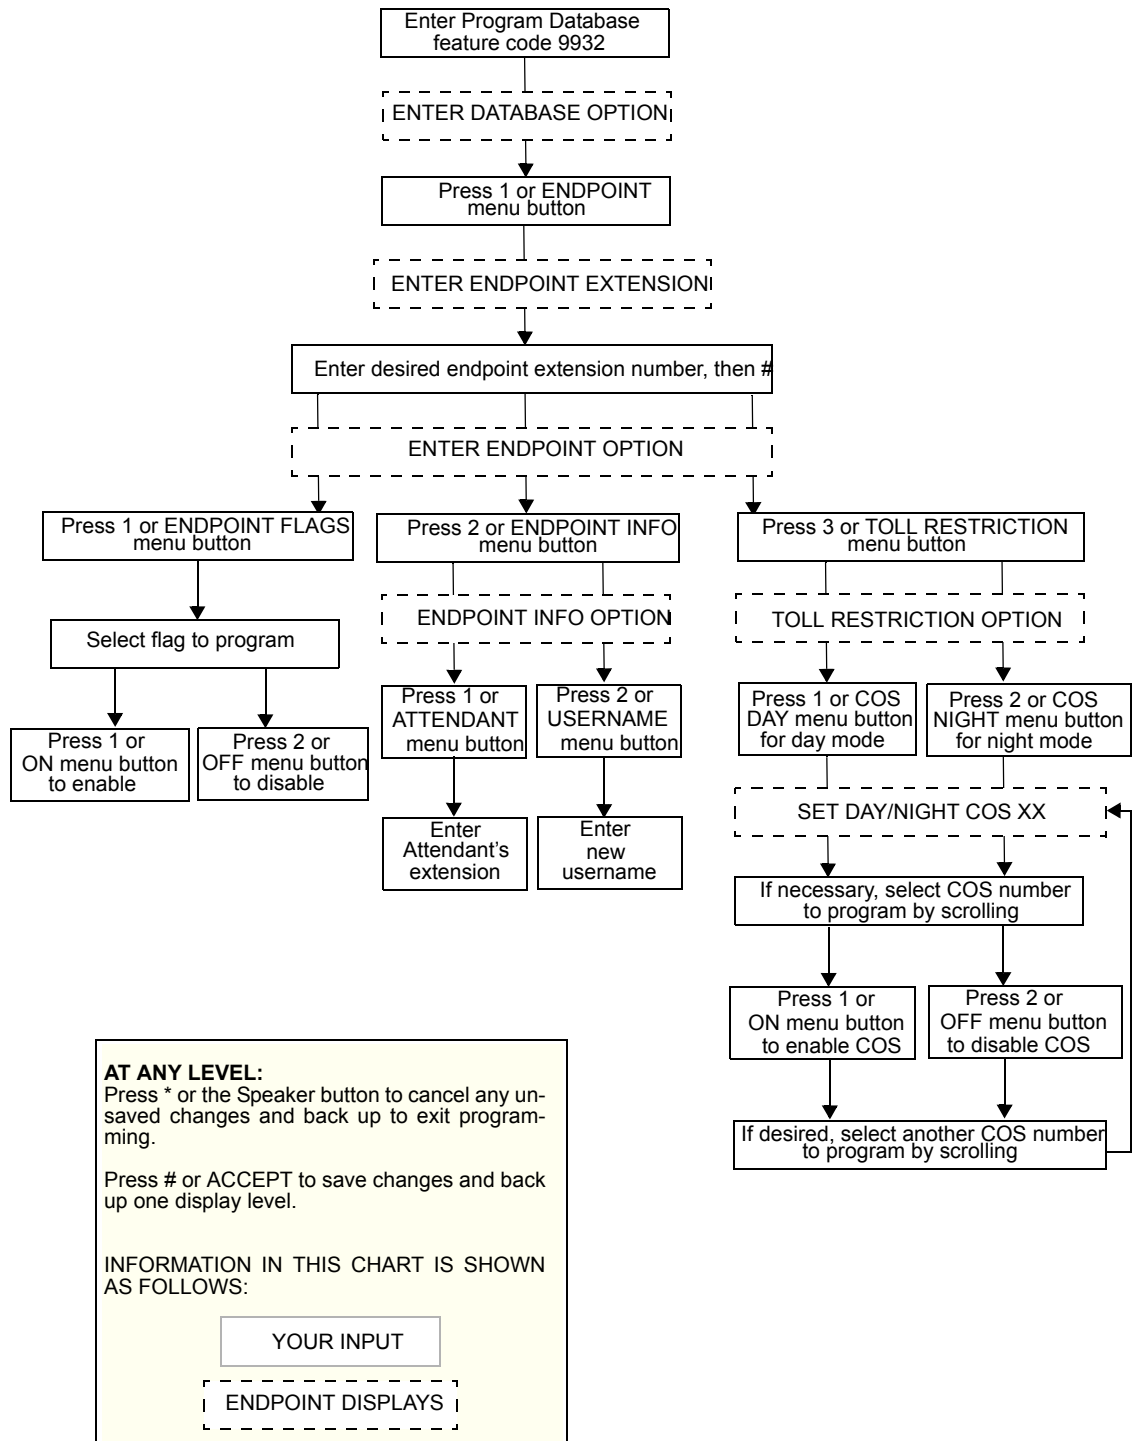 Enter Program Database
feature code 9932
ENTER DATABASE OPTION
Press 1 or ENDPOINT
menu button
ENTER ENDPOINT EXTENSION
Enter desired endpoint extension number, then #
ENTER ENDPOINT OPTION
Press 1 or ENDPOINT FLAGS
menu button
Select flag to program
Press 1 or
ON menu button
to enable
Press 2 or
OFF menu button
to disable
Press 2 or ENDPOINT INFO
menu button
ENDPOINT INFO OPTION
Press 1 or
ATTENDANT
menu button
Enter
Attendant's
extension
Press 2 or
USERNAME
menu button
Enter
new
username
Press 3 or TOLL RESTRICTION
menu button
TOLL RESTRICTION OPTION
Press 1 or COS
DAY menu button
for day mode
Press 2 or COS
NIGHT menu button
for night mode
SET DAY/NIGHT COS XX
If necessary, select COS number
to program by scrolling
Press 1 or
ON menu button
to enable COS
Press 2 or
OFF menu button
to disable COS
If desired, select another COS number
to program by scrolling
AT ANY LEVEL:
Press * or the Speaker button to cancel any un-
saved changes and back up to exit program-
ming.
Press # or ACCEPT to save changes and back
up one display level.
INFORMATION IN THIS CHART IS SHOWN
AS FOLLOWS:
YOUR INPUT
ENDPOINT DISPLAYS